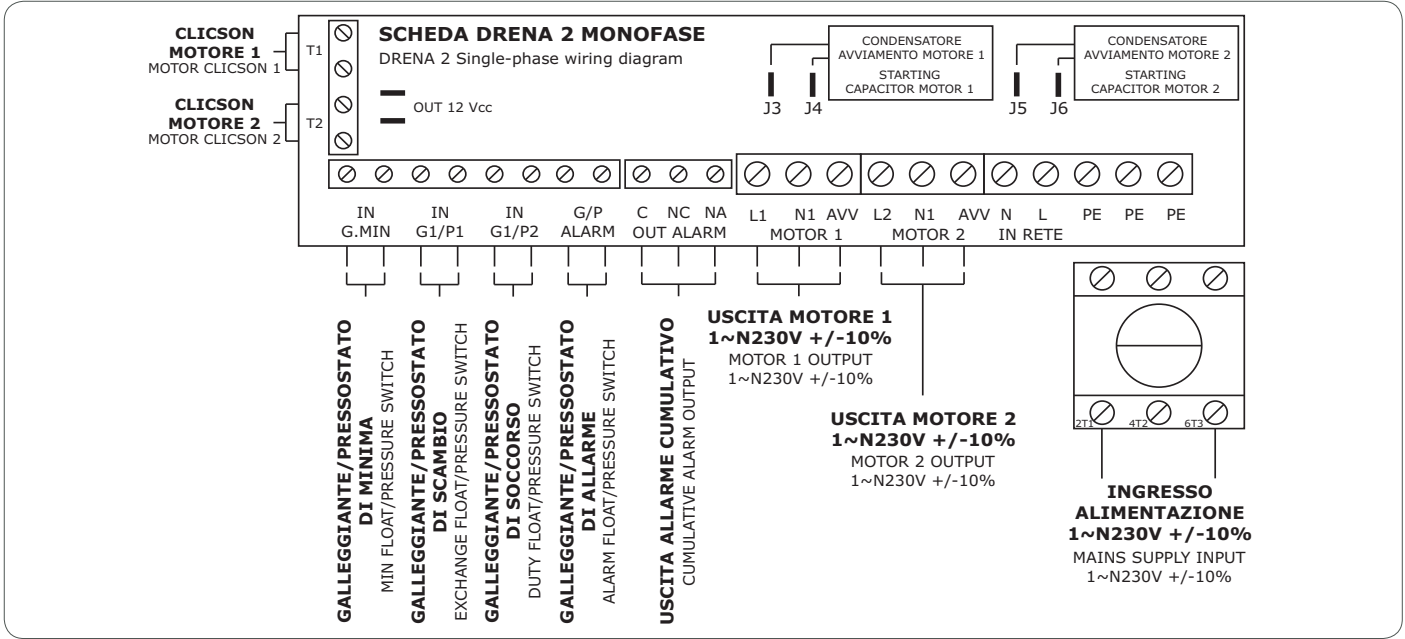 CLICSON
MOTORE 1
MOTOR CLICSON 1
T1
CLICSON
MOTORE 2
MOTOR CLICSON 2
T2
SCHEDA DRENA 2 MONOFASE
DRENA 2 Single-phase wiring diagram
OUT 12 Vcc
J3 J4
CONDENSATORE
AVVIAMENTO MOTORE 1
STARTING
CAPACITOR MOTOR 1
J5 J6
CONDENSATORE
AVVIAMENTO MOTORE 2
STARTING
CAPACITOR MOTOR 2
IN
G.MIN
IN
G1/P1
IN
G1/P2
G/P
ALARM
C NC NA
OUT ALARM
L1 N1 AVV
MOTOR 1
L2 N1 AVV
MOTOR 2
N L PE PE PE
IN RETE
GALLEGGIANTE/PRESSOSTATO
DI MINIMA
MIN FLOAT/PRESSURE SWITCH
GALLEGGIANTE/PRESSOSTATO
DI SCAMBIO
EXCHANGE FLOAT/PRESSURE SWITCH
GALLEGGIANTE/PRESSOSTATO
DI SOCCORSO
DUTY FLOAT/PRESSURE SWITCH
GALLEGGIANTE/PRESSOSTATO
DI ALLARME
ALARM FLOAT/PRESSURE SWITCH
USCITA ALLARME CUMULATIVO
CUMULATIVE ALARM OUTPUT
USCITA MOTORE 1
1~N230V +/-10%
MOTOR 1 OUTPUT
1~N230V +/-10%
USCITA MOTORE 2
1~N230V +/-10%
MOTOR 2 OUTPUT
1~N230V +/-10%
2T1 4T2 6T3
INGRESSO
ALIMENTAZIONE
1~N230V +/-10%
MAINS SUPPLY INPUT
1~N230V +/-10%